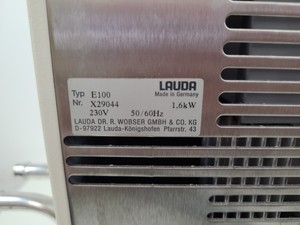 LAUDA
Made in Germany
Typ E100
Nr. X29044 1,6kW
230V 50/60Hz
LAUDA DR. R. WOBSER GMBH & CO. KG
D-97922 Lauda-Königshofen Pfarrstr. 43